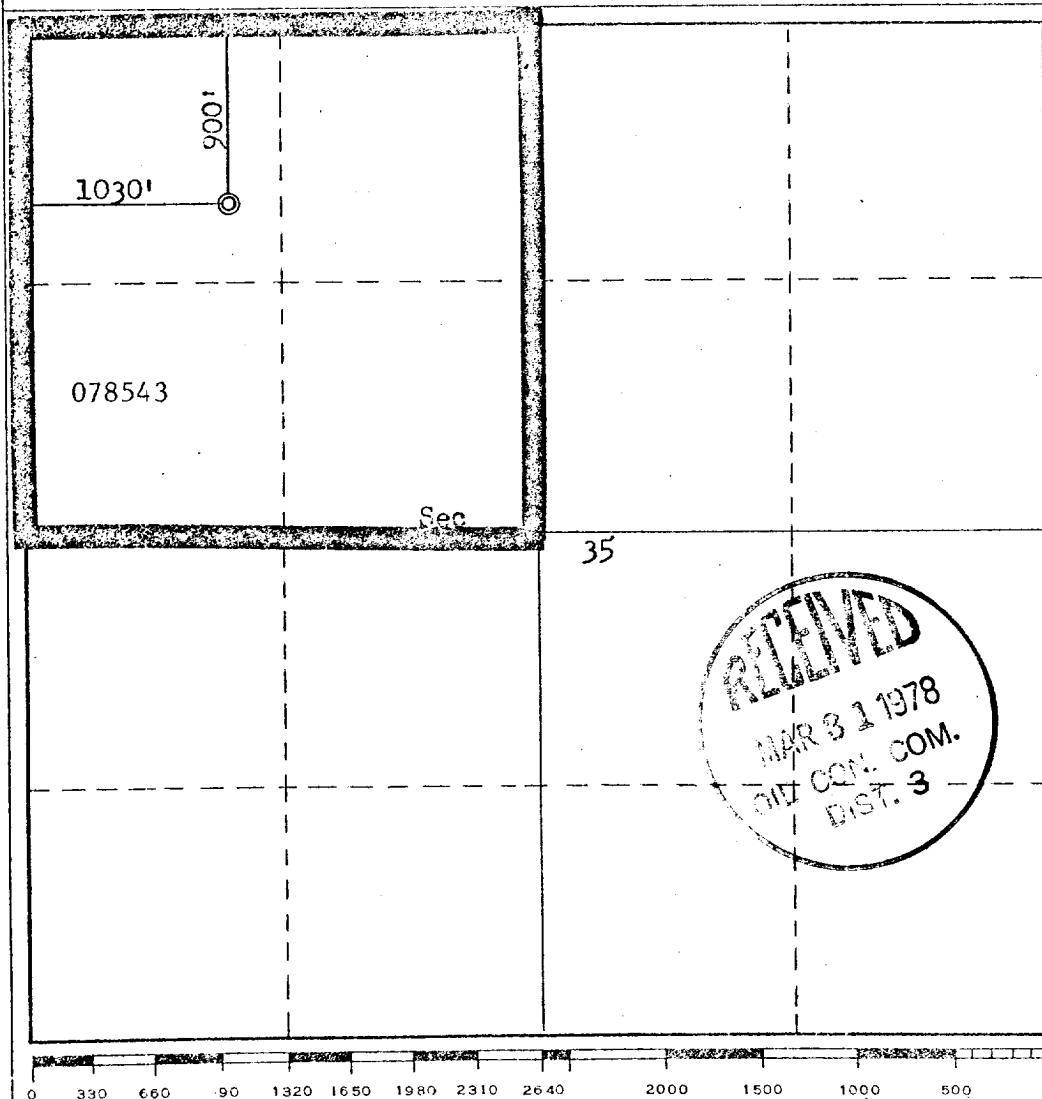 900'
1030'
078543
Sec
35
RECEIVED
MAR 31 1978
OIL CON. COM.
DIST. 3
0 330 660 90 1320 1650 1980 2310 2640 2000 1500 1000 500